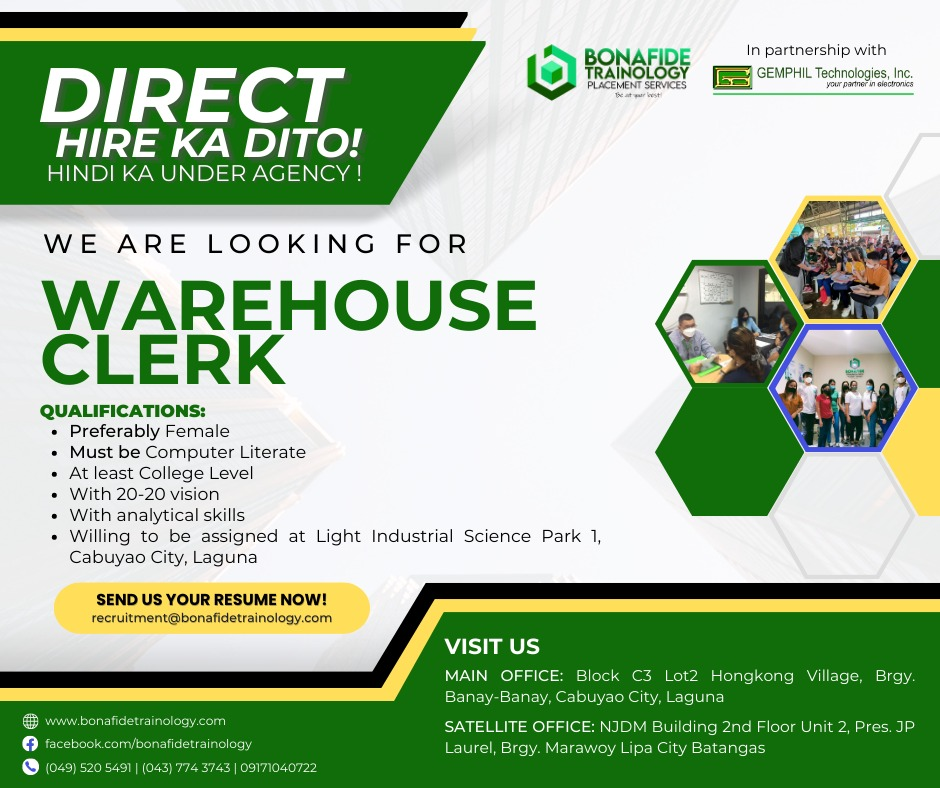 DIRECT
HIRE KA DITO!
HINDI KA UNDER AGENCY !
BONAFIDE
TRAINOLOGY
PLACEMENT SERVICES
Be at your best!
In partnership with
GEMPHIL Technologies, Inc.
your partner in electronics
WE ARE LOOKING FOR
WAREHOUSE
CLERK
QUALIFICATIONS:
• Preferably Female
• Must be Computer Literate
• At least College Level
• With 20-20 vision
• With analytical skills
• Willing to be assigned at Light Industrial Science Park 1,
Cabuyao City, Laguna
BONAFIDE
SEND US YOUR RESUME NOW!
recruitment@bonafidetrainology.com
VISIT US
MAIN OFFICE: Block C3 Lot2 Hongkong Village, Brgy.
Banay-Banay, Cabuyao City, Laguna
SATELLITE OFFICE: NJDM Building 2nd Floor Unit 2, Pres. JP
Laurel, Brgy. Marawoy Lipa City Batangas
www.bonafidetrainology.com
facebook.com/bonafidetrainology
(049) 520 5491 | (043) 774 3743 | 09171040722